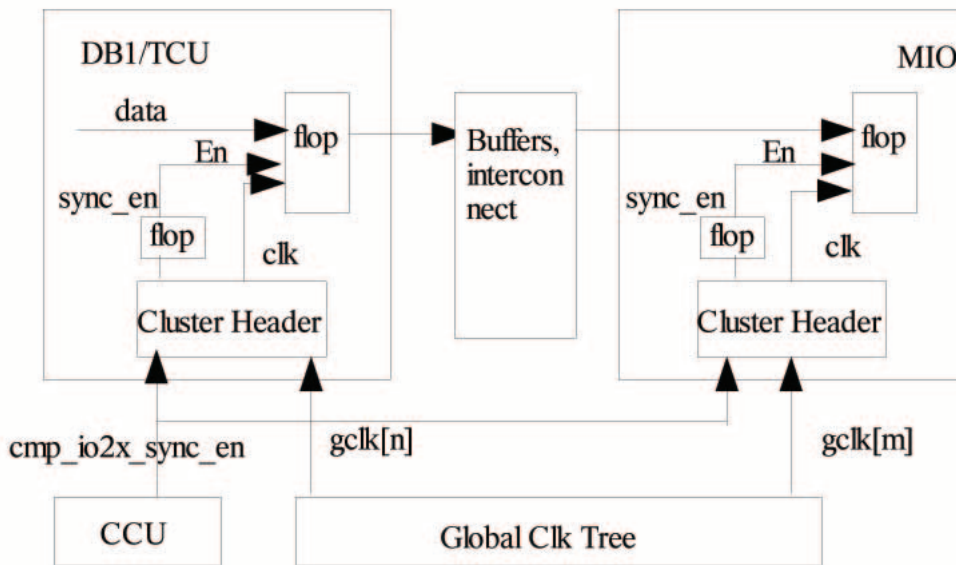 DB1/TCU
MIO
data
flop
Buffers,
intercon
nect
flop
En
En
sync_en
sync_en
flop
flop
clk
clk
Cluster Header
Cluster Header
cmp_io2x_sync_en
gclk[n]
gclk[m]
CCU
Global Clk Tree